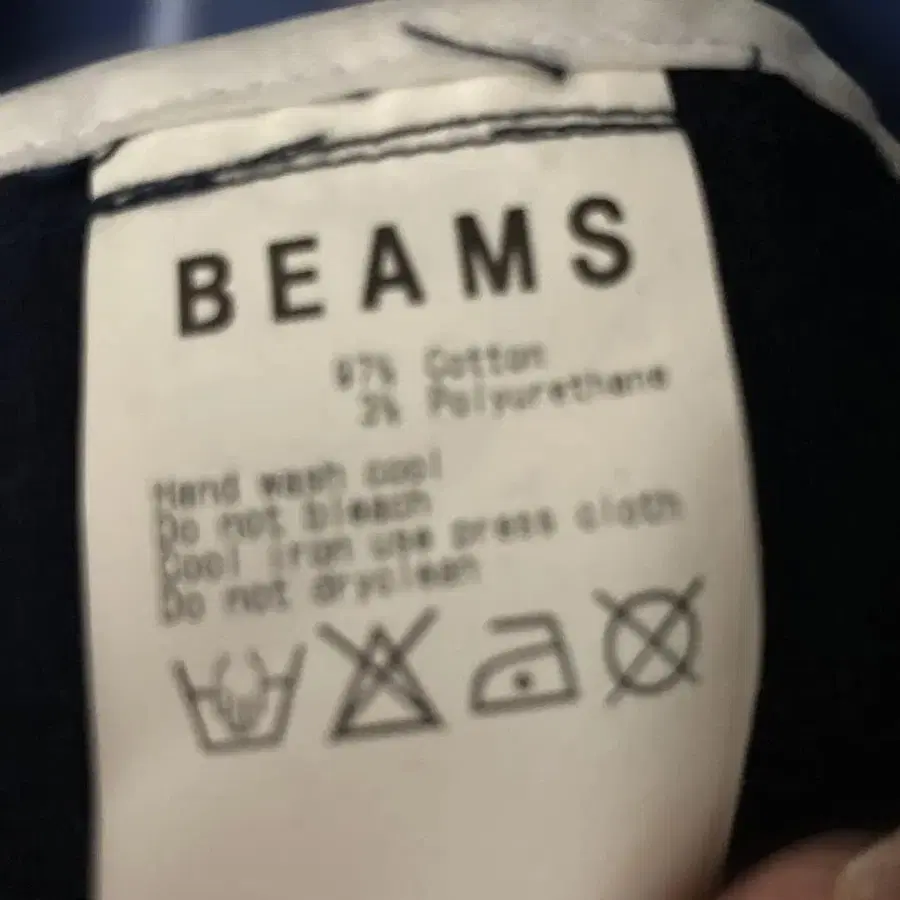 BEAMS
97% Cotton
3% Polyurethane
Hand wash cool
Do not bleach
Cool iron use press cloth
Do not dryclean